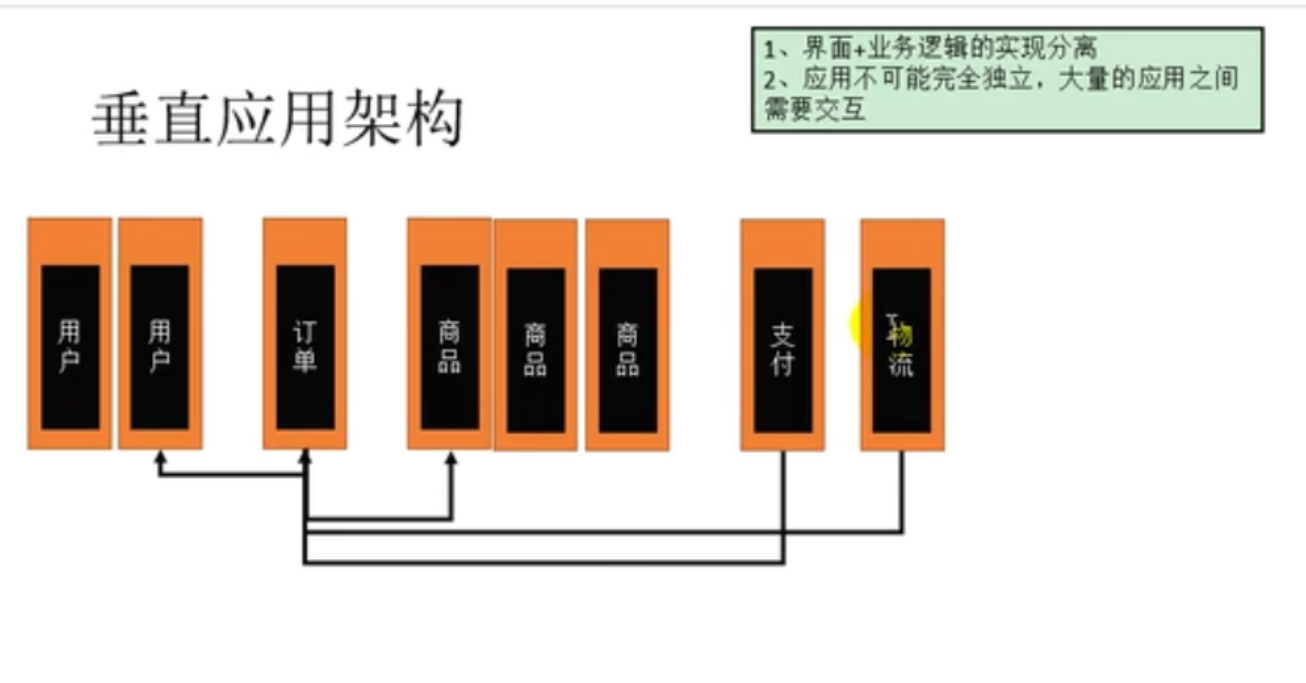 1、界面+业务逻辑的实现分离
2、应用不可能完全独立，大量的应用之间
需要交互
垂直应用架构
用户
用户
订单
商品
商品
商品
支付
物流